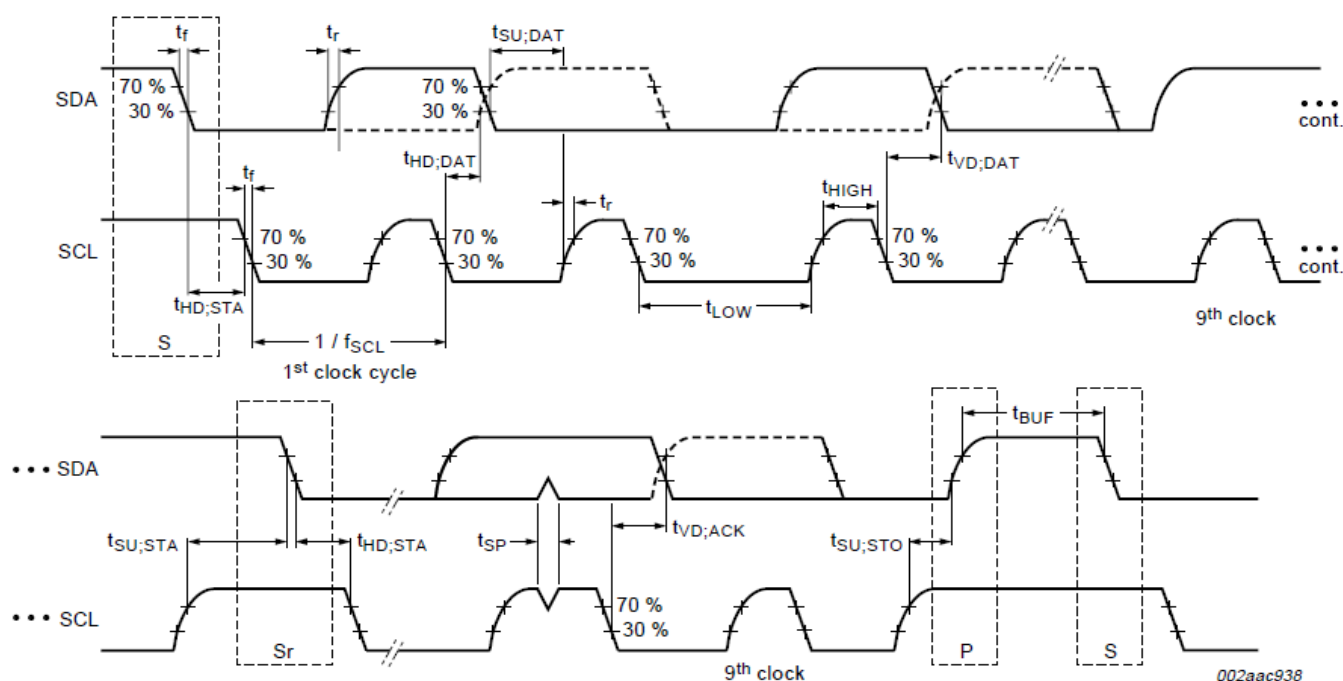 tf tr tSU;DAT
70 % 70 %
SDA
30 % 30 %
••• cont.
tHD;DAT tVD;DAT
tf tr tHIGH
70 % 70 % 70 % 70 %
SCL
30 % 30 % 30 % 30 %
••• cont.
tHD;STA tLOW
S 1 / fSCL 9th clock
1st clock cycle
tBUF
••• SDA
tSU;STA tHD;STA tSP tVD;ACK tSU;STO
70 %
••• SCL
30 %
Sr P S
9th clock
002aac938